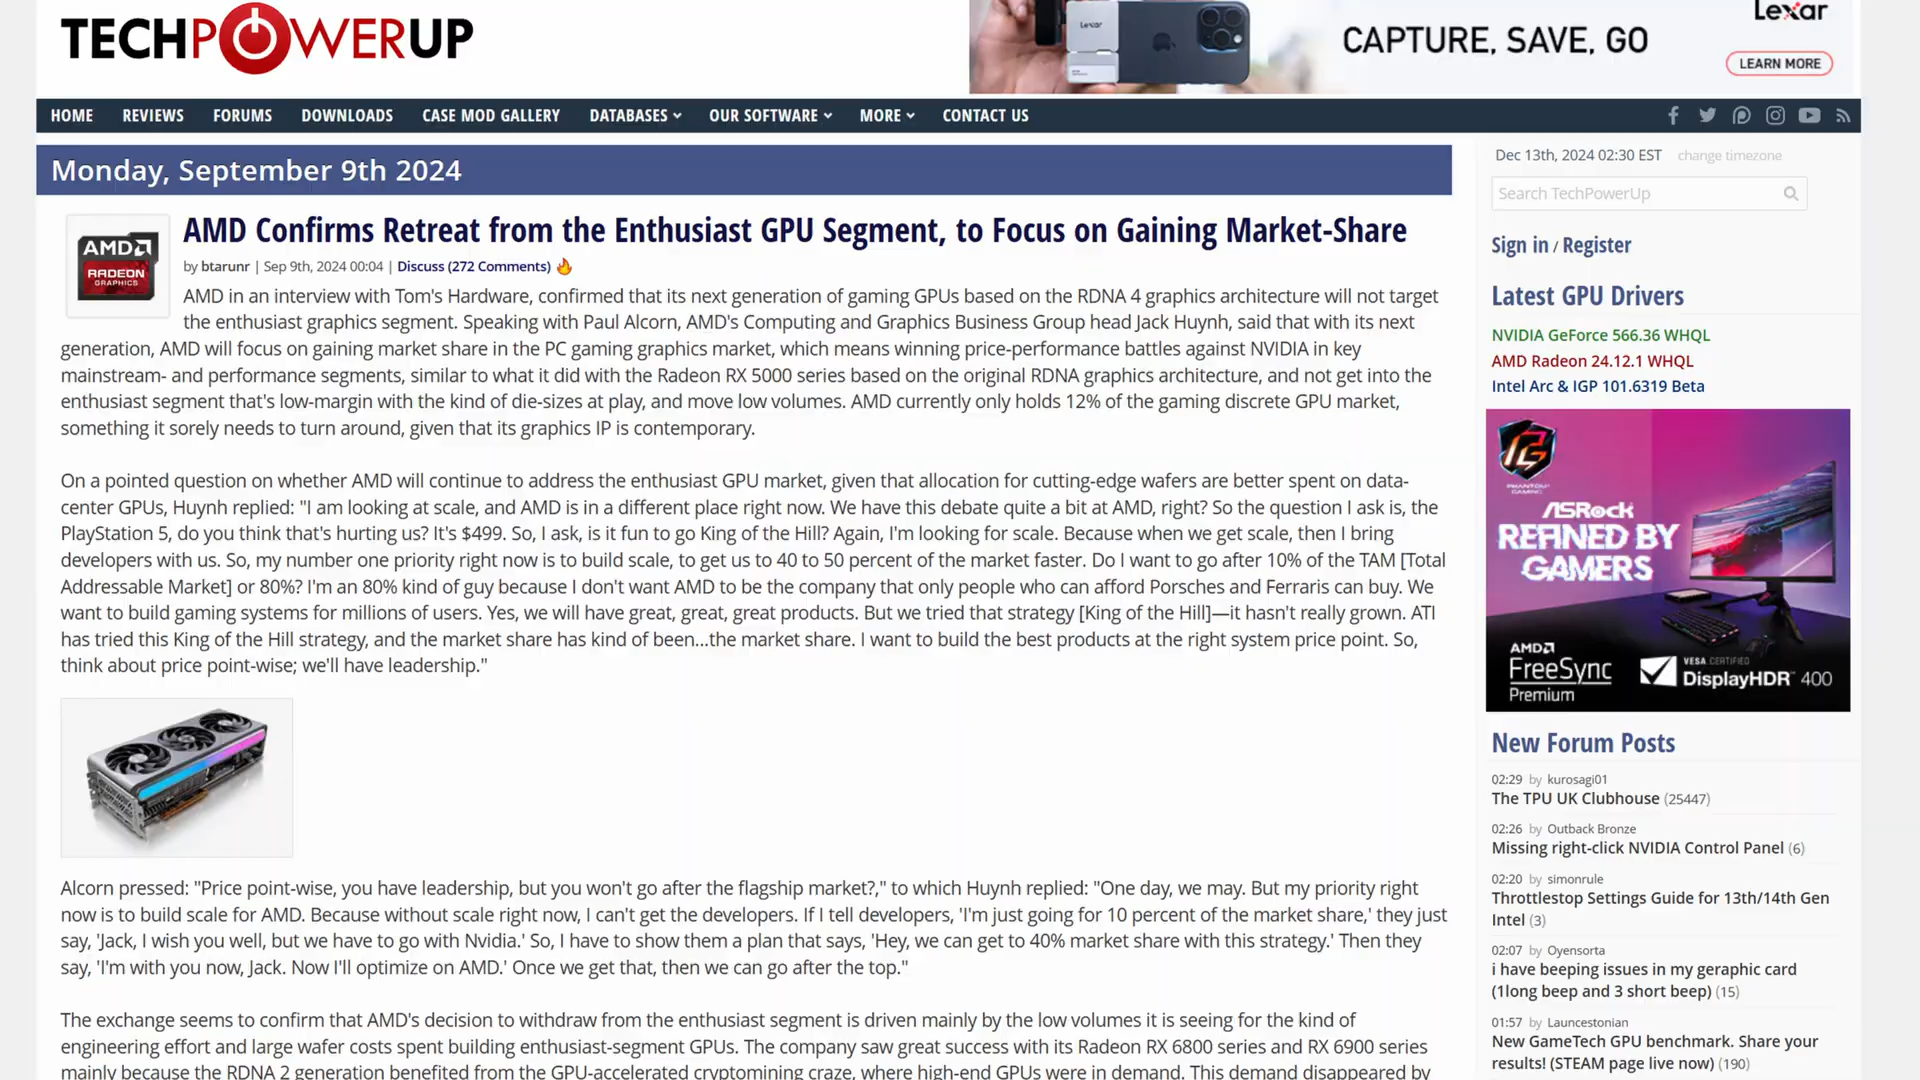 TECHPOWERUP
Lexar
Lexar
CAPTURE, SAVE, GO
LEARN MORE
HOME REVIEWS FORUMS DOWNLOADS CASE MOD GALLERY DATABASES OUR SOFTWARE MORE CONTACT US
Monday, September 9th 2024
AMD
RADEON
GRAPHICS
AMD Confirms Retreat from the Enthusiast GPU Segment, to Focus on Gaining Market-Share
by btarunr | Sep 9th, 2024 00:04 | Discuss (272 Comments)
AMD in an interview with Tom's Hardware, confirmed that its next generation of gaming GPUs based on the RDNA 4 graphics architecture will not target
the enthusiast graphics segment. Speaking with Paul Alcorn, AMD's Computing and Graphics Business Group head Jack Huynh, said that with its next
generation, AMD will focus on gaining market share in the PC gaming graphics market, which means winning price-performance battles against NVIDIA in key
mainstream- and performance segments, similar to what it did with the Radeon RX 5000 series based on the original RDNA graphics architecture, and not get into the
enthusiast segment that's low-margin with the kind of die-sizes at play, and move low volumes. AMD currently only holds 12% of the gaming discrete GPU market,
something it sorely needs to turn around, given that its graphics IP is contemporary.
On a pointed question on whether AMD will continue to address the enthusiast GPU market, given that allocation for cutting-edge wafers are better spent on data-
center GPUs, Huynh replied: "I am looking at scale, and AMD is in a different place right now. We have this debate quite a bit at AMD, right? So the question I ask is, the
PlayStation 5, do you think that's hurting us? It's $499. So, I ask, is it fun to go King of the Hill? Again, I'm looking for scale. Because when we get scale, then I bring
developers with us. So, my number one priority right now is to build scale, to get us to 40 to 50 percent of the market faster. Do I want to go after 10% of the TAM [Total
Addressable Market] or 80%? I'm an 80% kind of guy because I don't want AMD to be the company that only people who can afford Porsches and Ferraris can buy. We
want to build gaming systems for millions of users. Yes, we will have great, great, great products. But we tried that strategy [King of the Hill]—it hasn't really grown. ATI
has tried this King of the Hill strategy, and the market share has kind of been...the market share. I want to build the best products at the right system price point. So,
think about price point-wise; we'll have leadership."
Alcorn pressed: "Price point-wise, you have leadership, but you won't go after the flagship market?," to which Huynh replied: "One day, we may. But my priority right
now is to build scale for AMD. Because without scale right now, I can't get the developers. If I tell developers, 'I'm just going for 10 percent of the market share,' they just
say, 'Jack, I wish you well, but we have to go with Nvidia.' So, I have to show them a plan that says, 'Hey, we can get to 40% market share with this strategy.' Then they
say, 'I'm with you now, Jack. Now I'll optimize on AMD.' Once we get that, then we can go after the top."
The exchange seems to confirm that AMD's decision to withdraw from the enthusiast segment is driven mainly by the low volumes it is seeing for the kind of
engineering effort and large wafer costs spent building enthusiast-segment GPUs. The company saw great success with its Radeon RX 6800 series and RX 6900 series
mainly because the RDNA 2 generation benefited from the GPU-accelerated cryptomining craze, where high-end GPUs were in demand. This demand disappeared by
Dec 13th, 2024 02:30 EST change timezone
Search TechPowerUp
Sign in / Register
Latest GPU Drivers
NVIDIA GeForce 566.36 WHQL
AMD Radeon 24.12.1 WHQL
Intel Arc & IGP 101.6319 Beta
PHANTOM GAMING
ASRock
REFINED BY
GAMERS
AMD
FreeSync
Premium
VESA CERTIFIED
DisplayHDR 400
New Forum Posts
02:29 by kurosagi01
The TPU UK Clubhouse (25447)
02:26 by Outback Bronze
Missing right-click NVIDIA Control Panel (6)
02:20 by simonrule
Throttlestop Settings Guide for 13th/14th Gen
Intel (3)
02:07 by Oyensorta
i have beeping issues in my geraphic card
(1long beep and 3 short beep) (15)
01:57 by Launcestonian
New GameTech GPU benchmark. Share your
results! (STEAM page live now) (190)